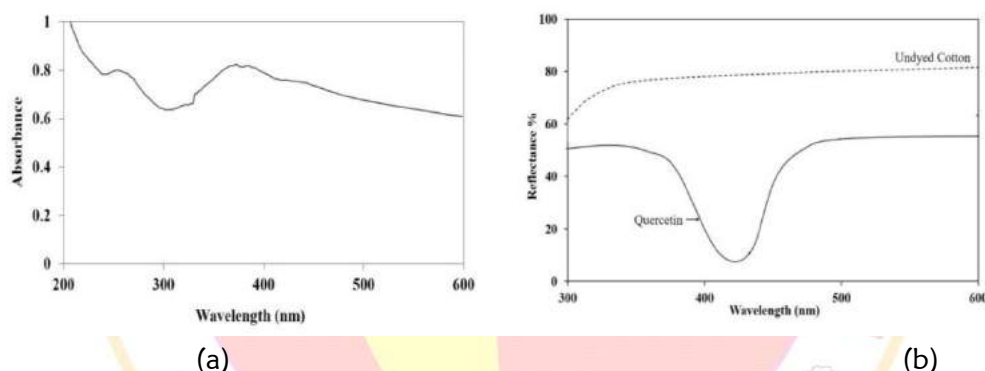 1
0.8
0.6
0.4
0.2
0
200 300 400 500 600
Absorbance
Wavelength (nm)
(a)
100
80
60
40
20
0
300 400 500 600
Reflectance %
Undyed Cotton
Quercetin
Wavelength (nm)
(b)